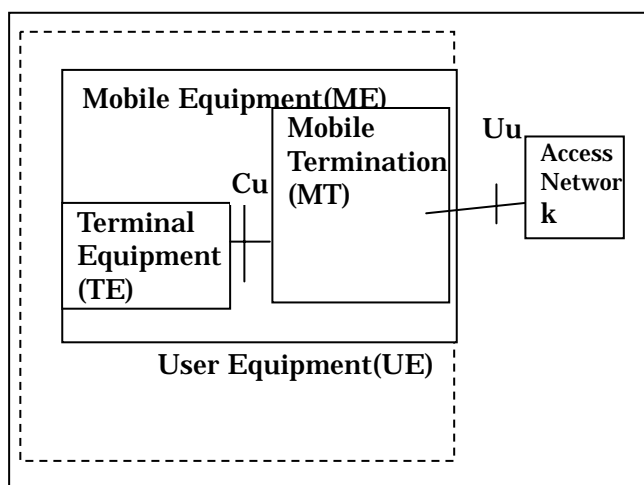 Mobile Equipment(ME)
Mobile
Termination
(MT)
Uu
Access
Networ
k
Cu
Terminal
Equipment
(TE)
User Equipment(UE)